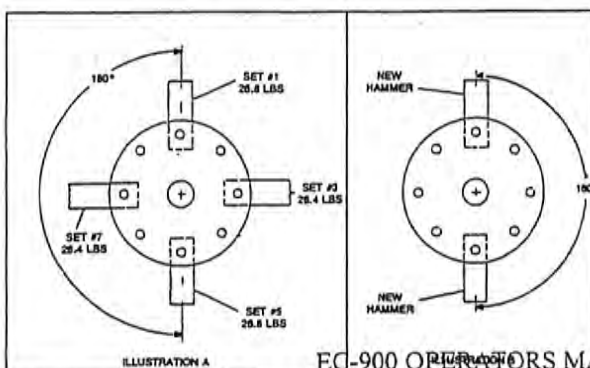 180°
SET #1
26.8 LBS
SET #3
26.4 LBS
SET #7
26.4 LBS
SET #5
26.8 LBS
ILLUSTRATION A
NEW
HAMMER
180
NEW
HAMMER
EC-900 OPERATORS MA